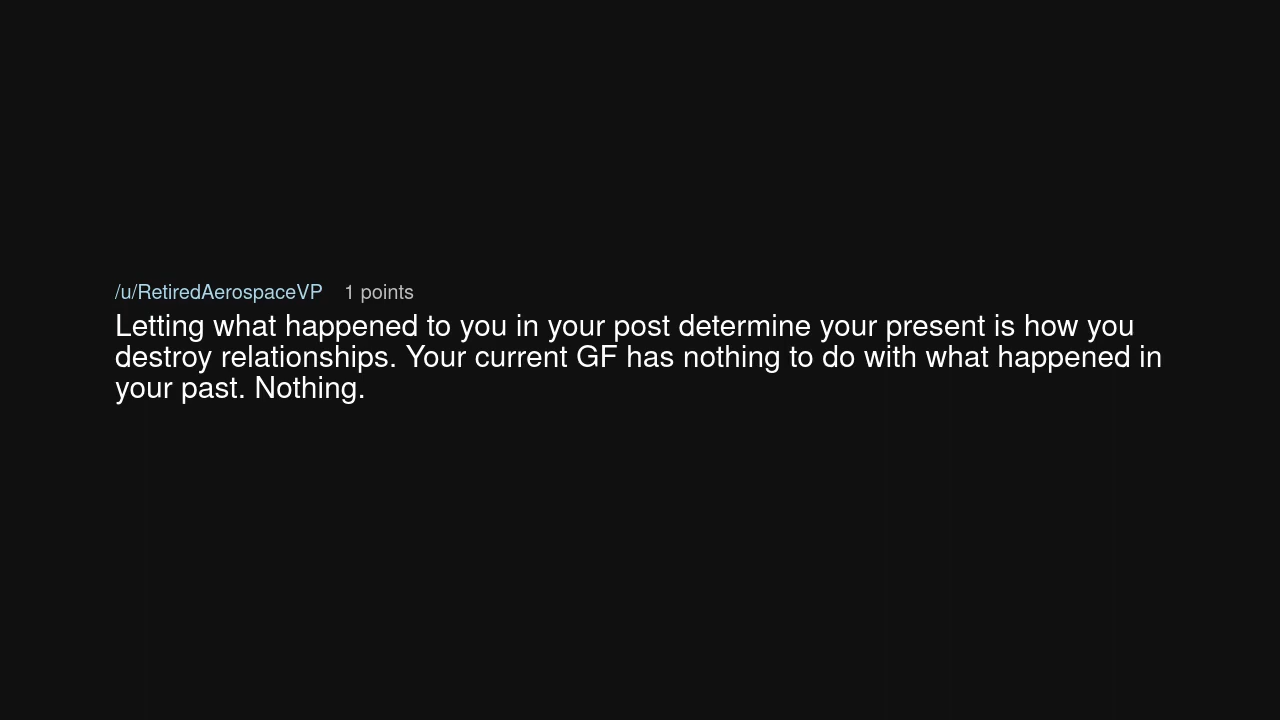 /u/RetiredAerospaceVP 1 points
Letting what happened to you in your post determine your present is how you
destroy relationships. Your current GF has nothing to do with what happened in
your past. Nothing.